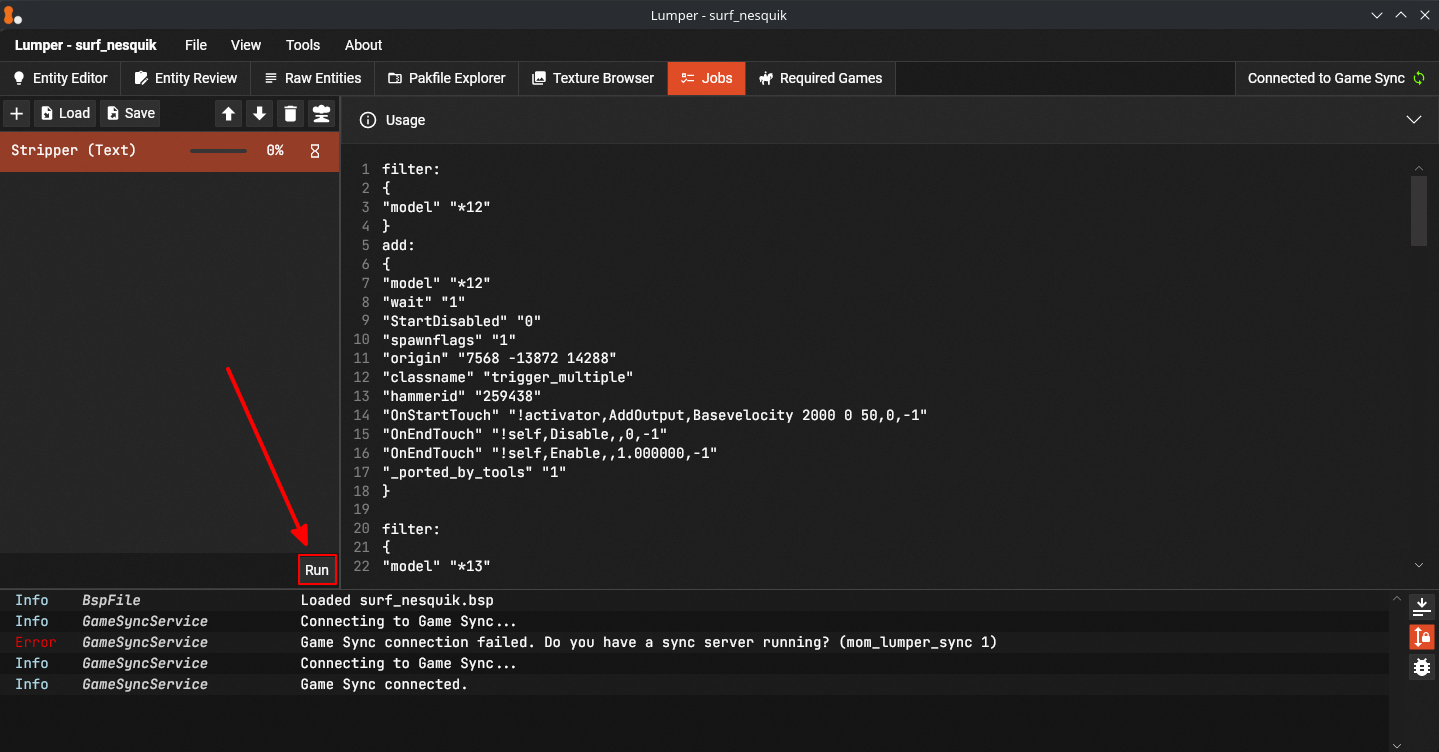 Lumper - surf_nesquik
Lumper - surf_nesquik File View Tools About
Entity Editor Entity Review Raw Entities Pakfile Explorer Texture Browser Jobs Required Games Connected to Game Sync
Load Save
Usage
Stripper (Text) 0%
1 filter:
2 {
3 "model" "*12"
4 }
5 add:
6 {
7 "model" "*12"
8 "wait" "1"
9 "StartDisabled" "0"
10 "spawnflags" "1"
11 "origin" "7568 -13872 14288"
12 "classname" "trigger_multiple"
13 "hammerid" "259438"
14 "OnStartTouch" "!activator,AddOutput,Basevelocity 2000 0 50,0,-1"
15 "OnEndTouch" "!self,Disable,,0,-1"
16 "OnEndTouch" "!self,Enable,,1.000000,-1"
17 "_ported_by_tools" "1"
18 }
19
20 filter:
21 {
22 "model" "*13"
Run
Info BspFile Loaded surf_nesquik.bsp
Info GameSyncService Connecting to Game Sync...
Error GameSyncService Game Sync connection failed. Do you have a sync server running? (mom_lumper_sync 1)
Info GameSyncService Connecting to Game Sync...
Info GameSyncService Game Sync connected.